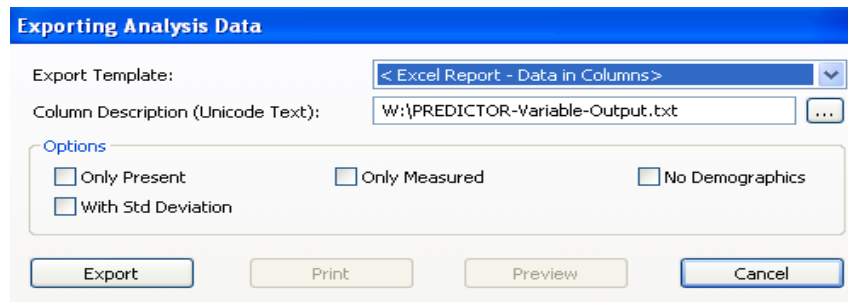 Exporting Analysis Data
Export Template: < Excel Report - Data in Columns>
Column Description (Unicode Text): W:\PREDICTOR-Variable-Output.txt ...
Options
Only Present Only Measured No Demographics
With Std Deviation
Export Print Preview Cancel